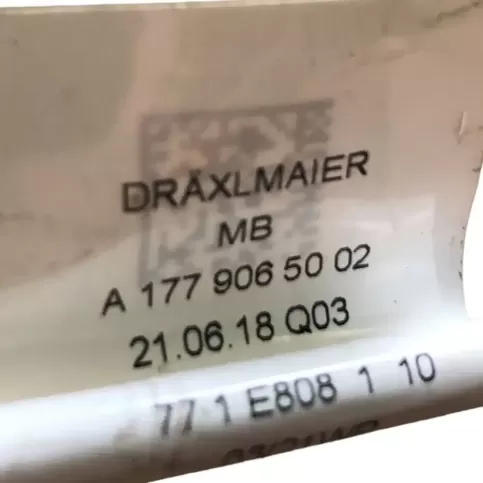 DRÄXLMAIER
MB
A 177 906 50 02
21.06.18 Q03
77 1 E808 1 10